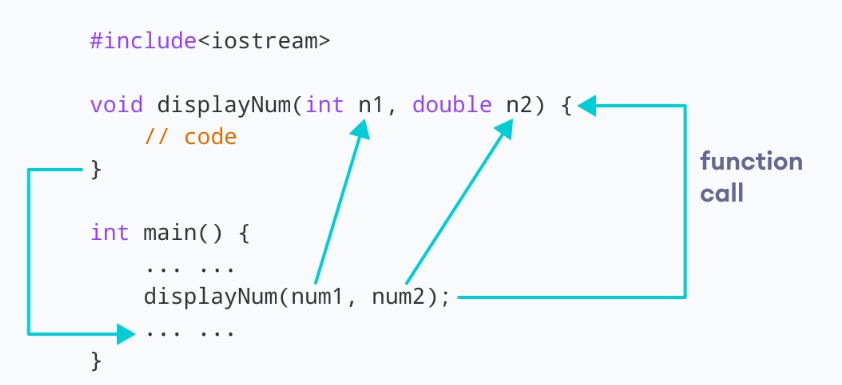 #include<iostream>
void displayNum(int n1, double n2) {
// code
}
function
call
int main() {
... ...
displayNum(num1, num2);
... ...
}